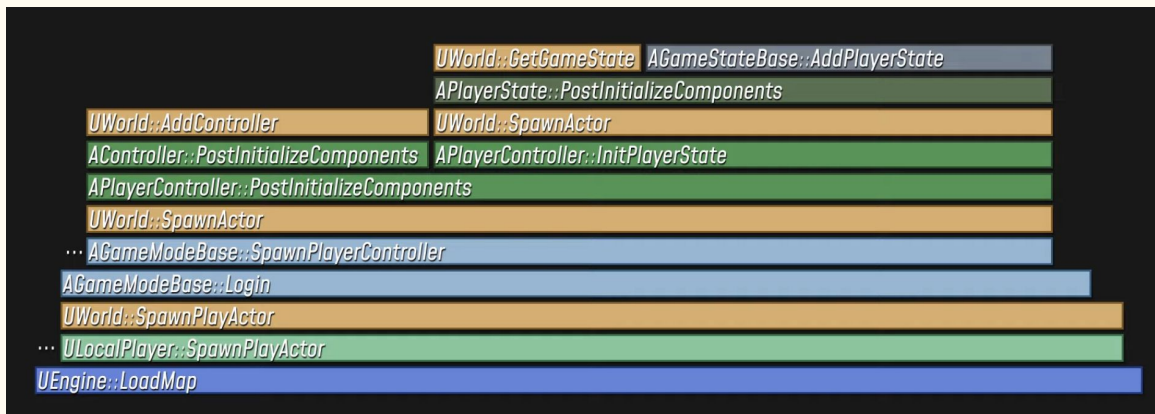 UWorld::GetGameState AGameStateBase::AddPlayerState
APlayerState::PostInitializeComponents
UWorld::AddController UWorld::SpawnActor
AController::PostInitializeComponents APlayerController::InitPlayerState
APlayerController::PostInitializeComponents
UWorld::SpawnActor
… AGameModeBase::SpawnPlayerController
AGameModeBase::Login
UWorld::SpawnPlayActor
… ULocalPlayer::SpawnPlayActor
UEngine::LoadMap